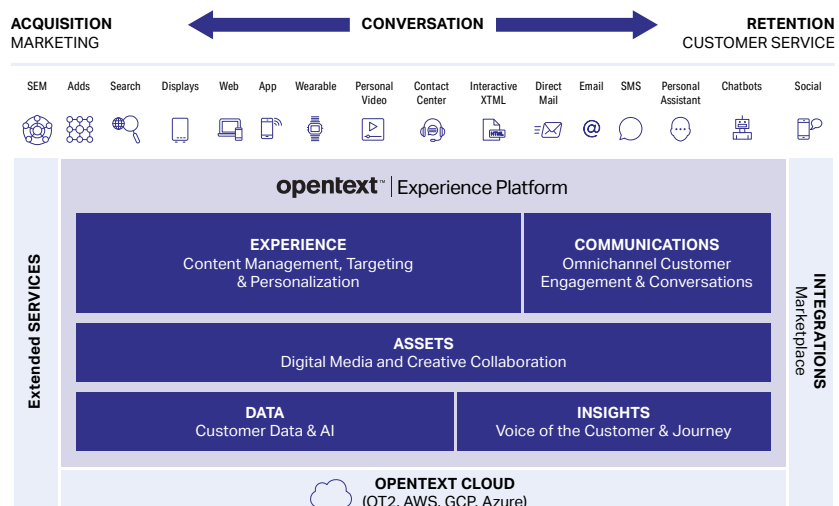 ACQUISITION
MARKETING
CONVERSATION
RETENTION
CUSTOMER SERVICE
SEM
Adds
Search
Displays
Web
App
Wearable
Personal
Video
Contact
Center
Interactive
XTML
Direct
Mail
Email
SMS
Personal
Assistant
Chatbots
Social
HTML
@
opentext™ | Experience Platform
Extended SERVICES
EXPERIENCE
Content Management, Targeting
& Personalization
COMMUNICATIONS
Omnichannel Customer
Engagement & Conversations
ASSETS
Digital Media and Creative Collaboration
DATA
Customer Data & AI
INSIGHTS
Voice of the Customer & Journey
INTEGRATIONS
Marketplace
OPENTEXT CLOUD
(OT2, AWS, GCP, Azure)